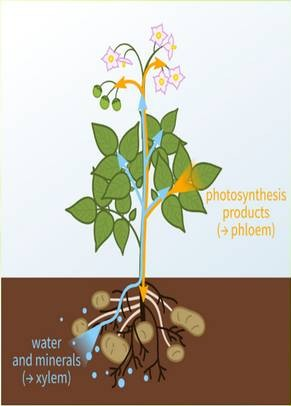 photosynthesis
products
(→ phloem)
water
and minerals
(→ xylem)